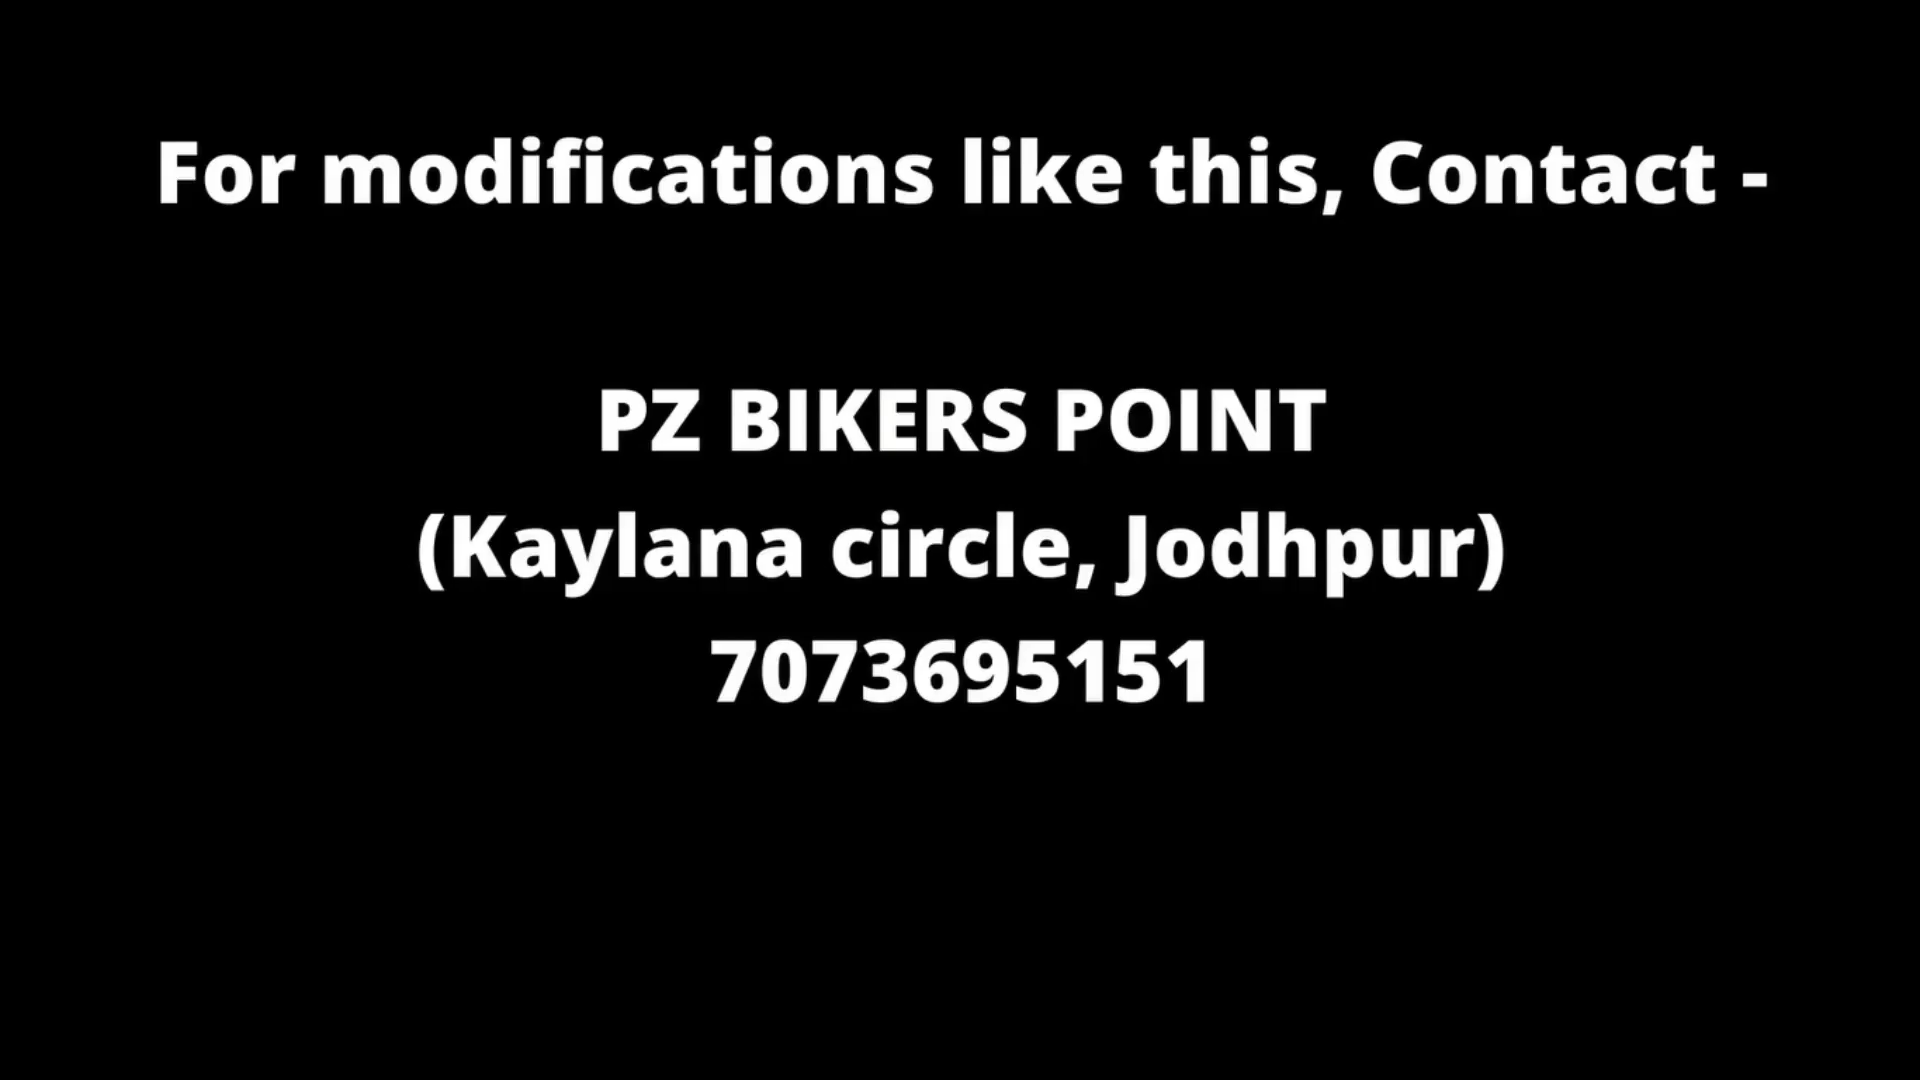 For modifications like this, Contact -
PZ BIKERS POINT
(Kaylana circle, Jodhpur)
7073695151